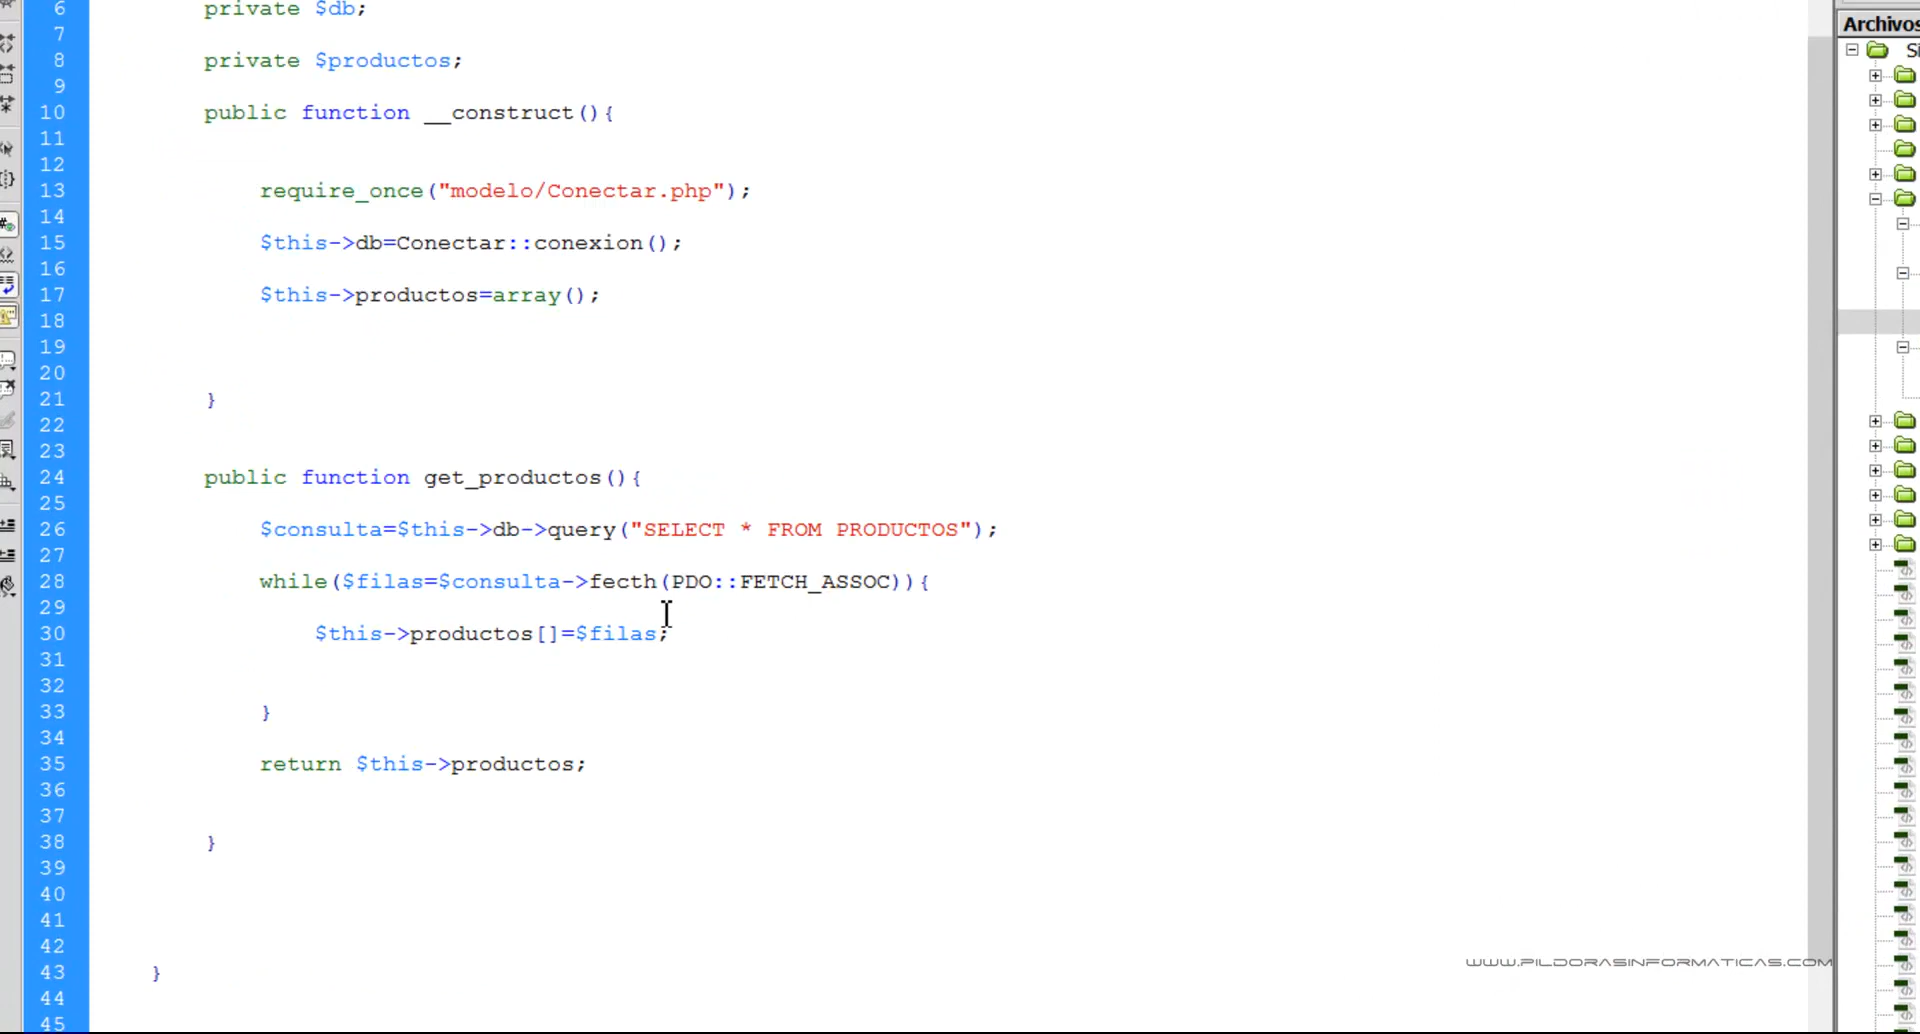 Archivos
Si
6 private $db;
7
8 private $productos;
9
10 public function __construct(){
11
12
13 require_once("modelo/Conectar.php");
14
15 $this->db=Conectar::conexion();
16
17 $this->productos=array();
18
19
20
21 }
22
23
24 public function get_productos(){
25
26 $consulta=$this->db->query("SELECT * FROM PRODUCTOS");
27
28 while($filas=$consulta->fecth(PDO::FETCH_ASSOC)){
29
30 $this->productos[]=$filas;
31
32
33 }
34
35 return $this->productos;
36
37
38 }
39
40
41
42
43 }
44
45
WWW.PILDORASINFORMATICAS.COM